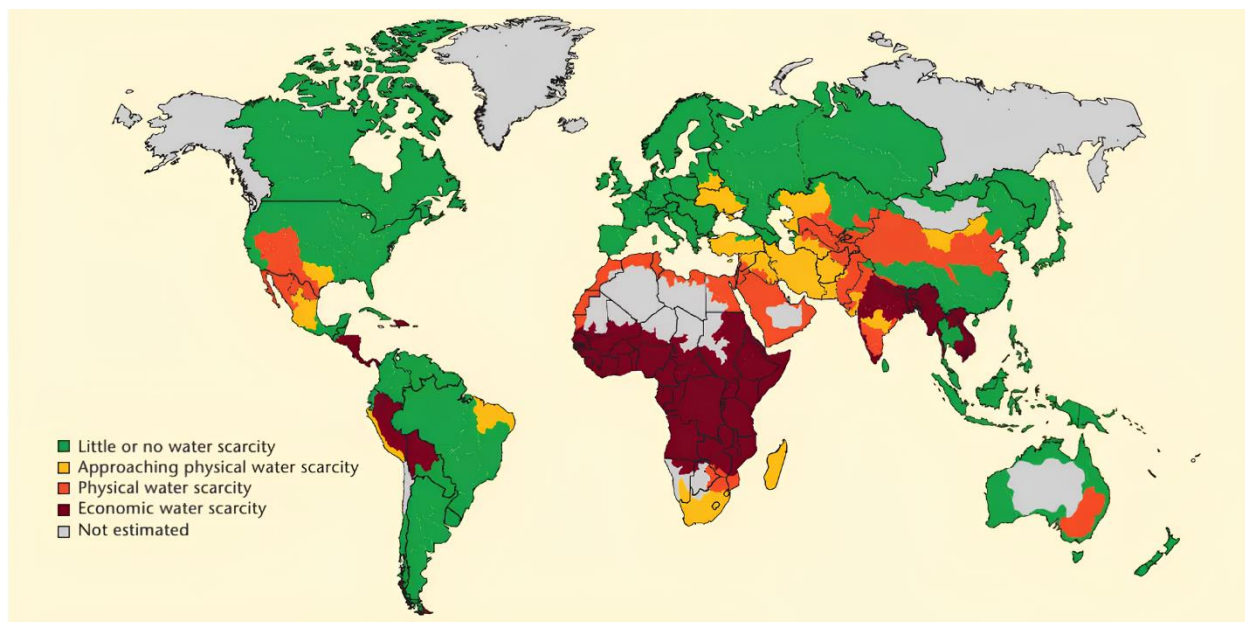 Little or no water scarcity
Approaching physical water scarcity
Physical water scarcity
Economic water scarcity
Not estimated